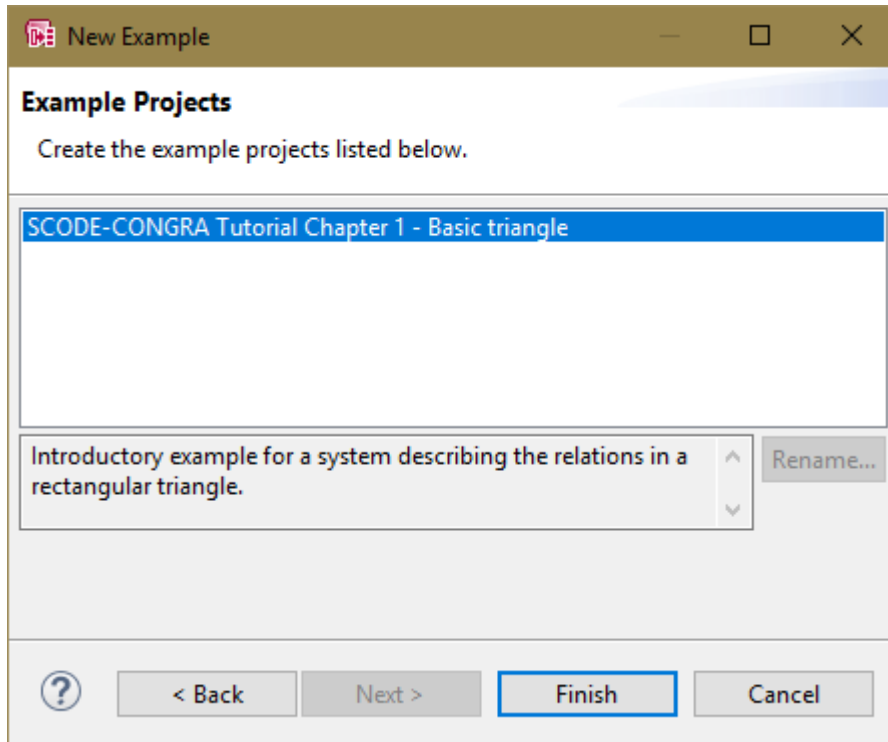 New Example
Example Projects
Create the example projects listed below.
SCODE-CONGRA Tutorial Chapter 1 - Basic triangle
Introductory example for a system describing the relations in a
rectangular triangle.
Rename...
?
< Back
Next >
Finish
Cancel